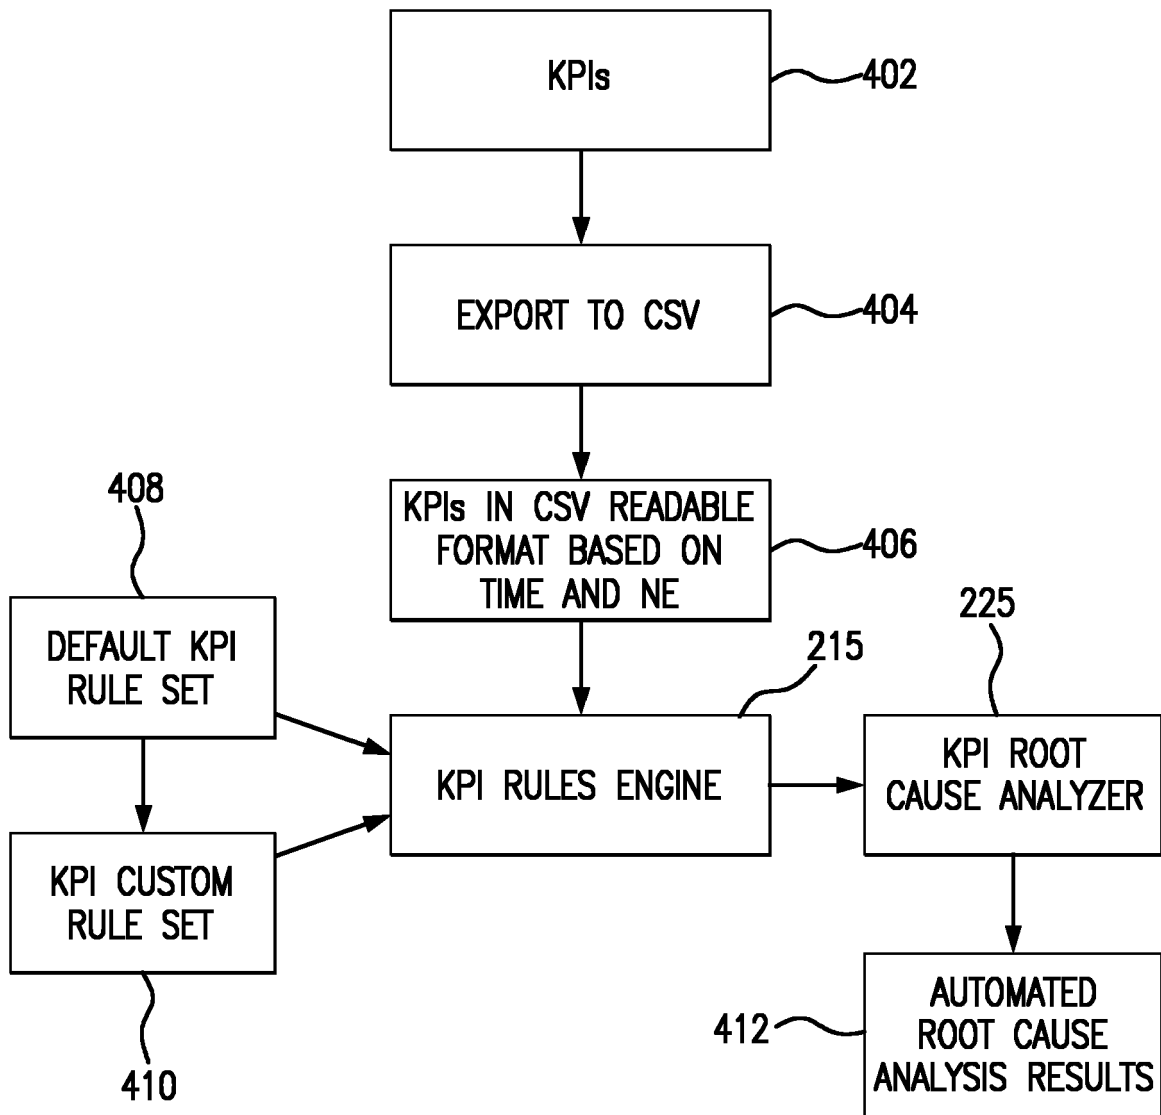 KPIs
402
EXPORT TO CSV
404
408
KPIs IN CSV READABLE
FORMAT BASED ON
TIME AND NE
406
DEFAULT KPI
RULE SET
215
225
KPI RULES ENGINE
KPI ROOT
CAUSE ANALYZER
KPI CUSTOM
RULE SET
410
412
AUTOMATED
ROOT CAUSE
ANALYSIS RESULTS